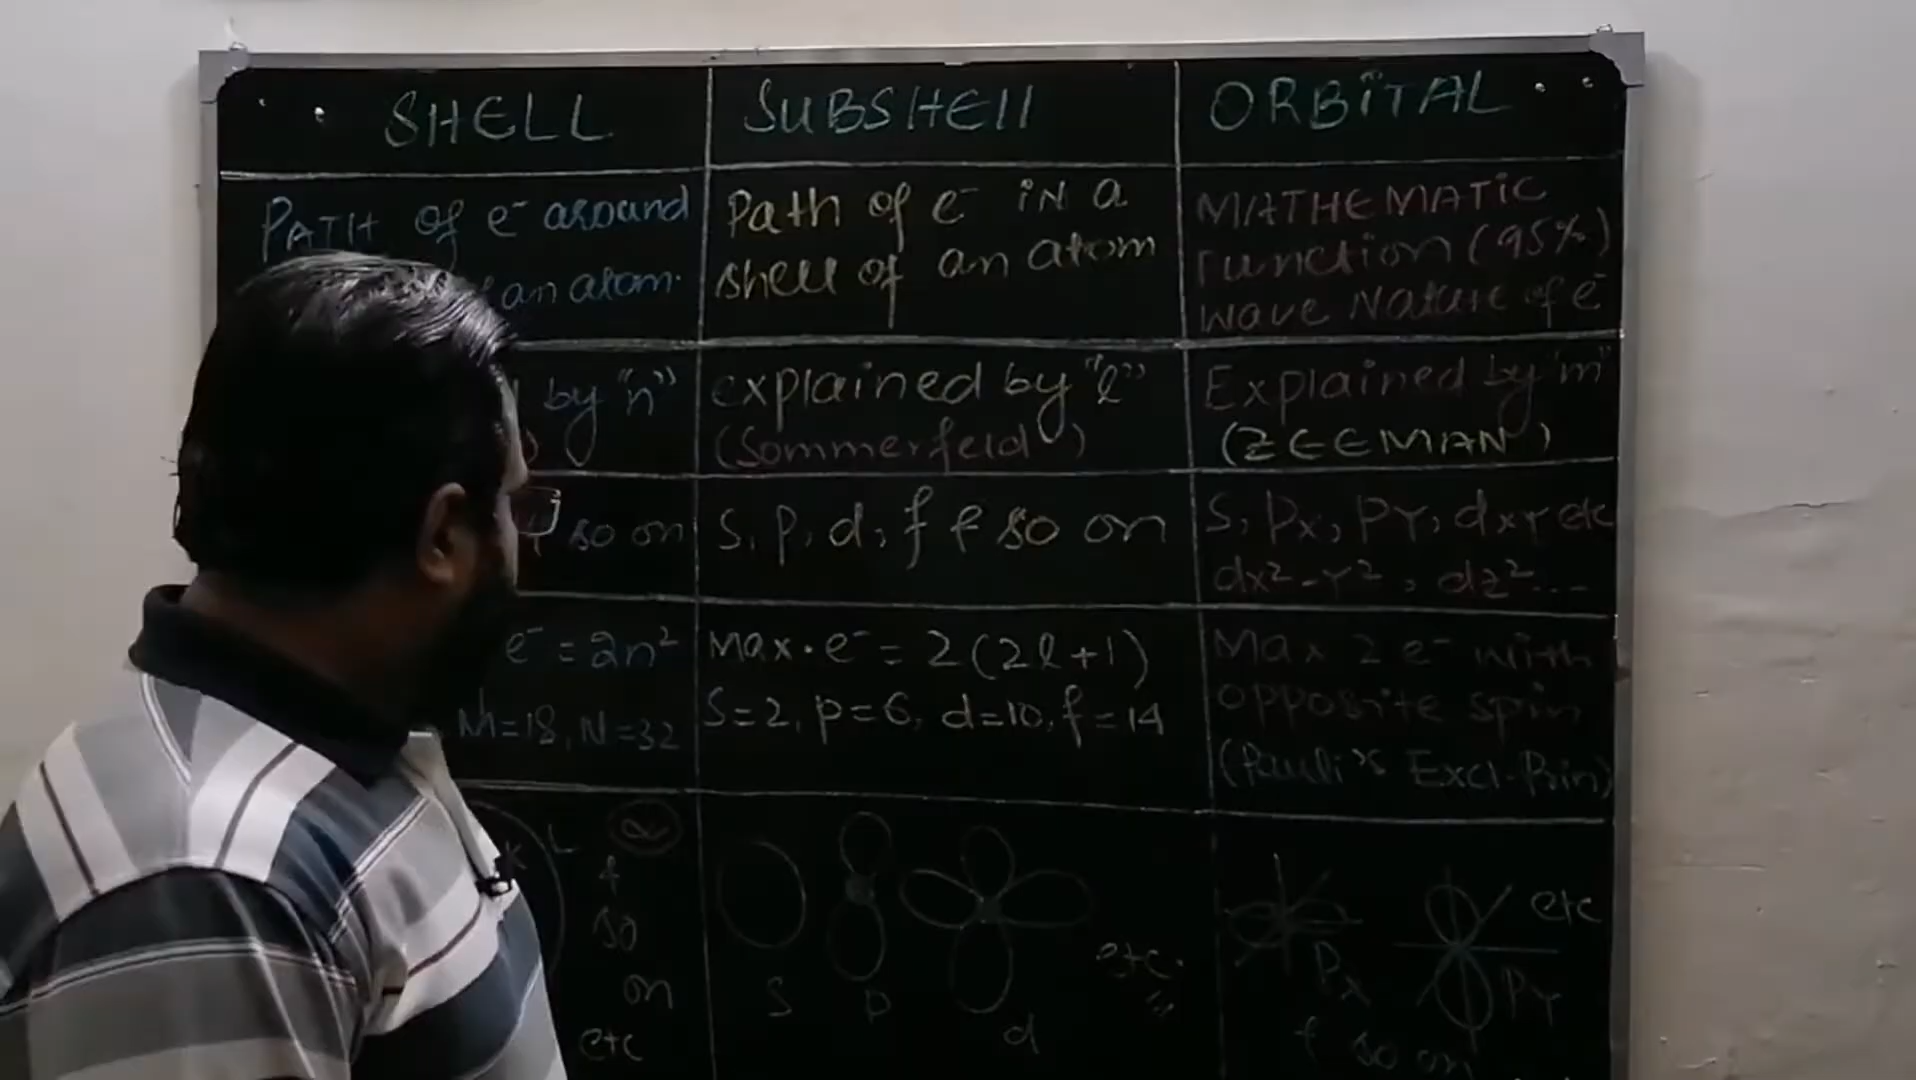 SHELL
PATH of e⁻ around
an atom.
by "n"
so on
e⁻ = 2n²
M=18, N=32
K L α
&
so
on
etc
SUBSHEll
Path of e⁻ iN a
shell of an atom
explained by "l"
(Sommerfeld)
S, p, d, f & so on
Max. e⁻ = 2(2l+1)
S=2, p=6, d=10, f=14
S p d etc.
ORBiTAL
MATHEMATiC
Function (95%)
wave Nature of e⁻
Explained by "m"
(ZEEMAN)
S, Px, PY, dxY etc
dx²-Y², dz²...
Max 2 e⁻ with
opposite spin
(Pauli's Excl. Prin)
etc
Px PY
& so on